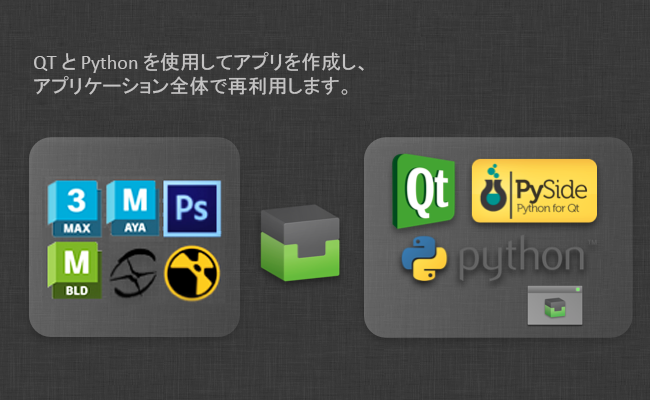 QT と Python を使用してアプリを作成し、
アプリケーション全体で再利用します。
3
MAX
M
AYA
Ps
M
BLD
Qt
PySide
Python for Qt
python™